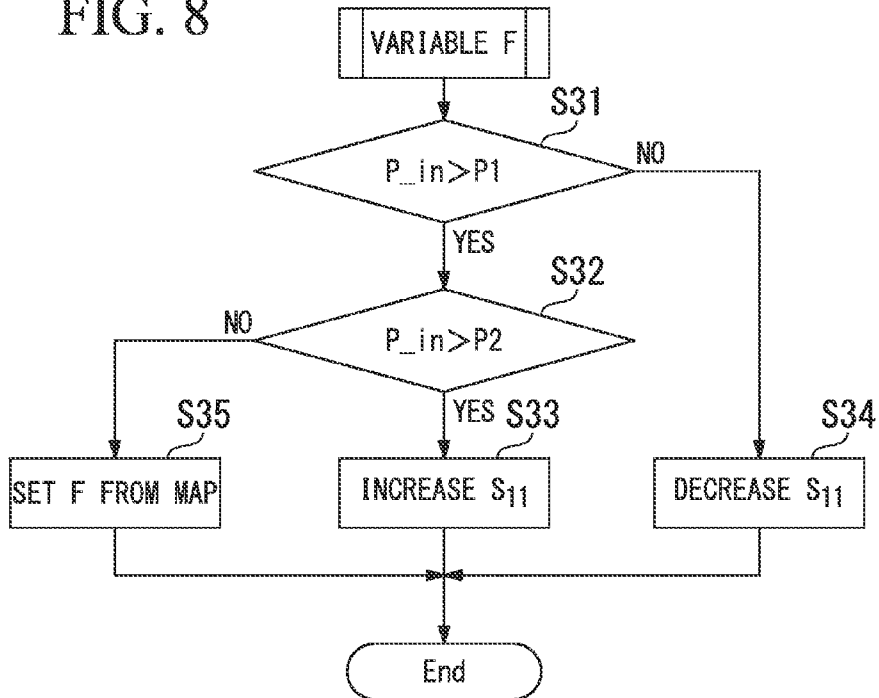 FIG. 8
VARIABLE F
S31
P_in>P1
NO
YES
S32
P_in>P2
NO
YES
S35
S33
S34
SET F FROM MAP
INCREASE S11
DECREASE S11
End